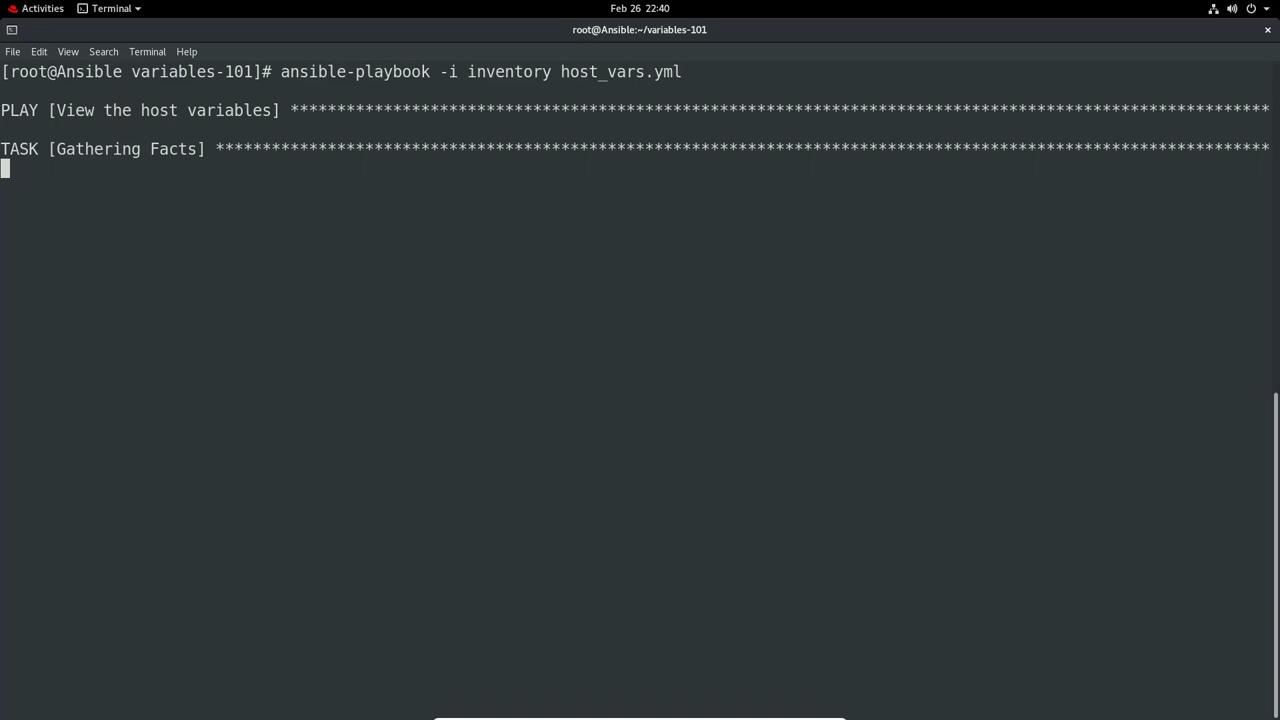 Activities Terminal Feb 26 22:40
root@Ansible:~/variables-101 ×
File Edit View Search Terminal Help
[root@Ansible variables-101]# ansible-playbook -i inventory host_vars.yml
PLAY [View the host variables] *********************************************************************************************************
TASK [Gathering Facts] *****************************************************************************************************************